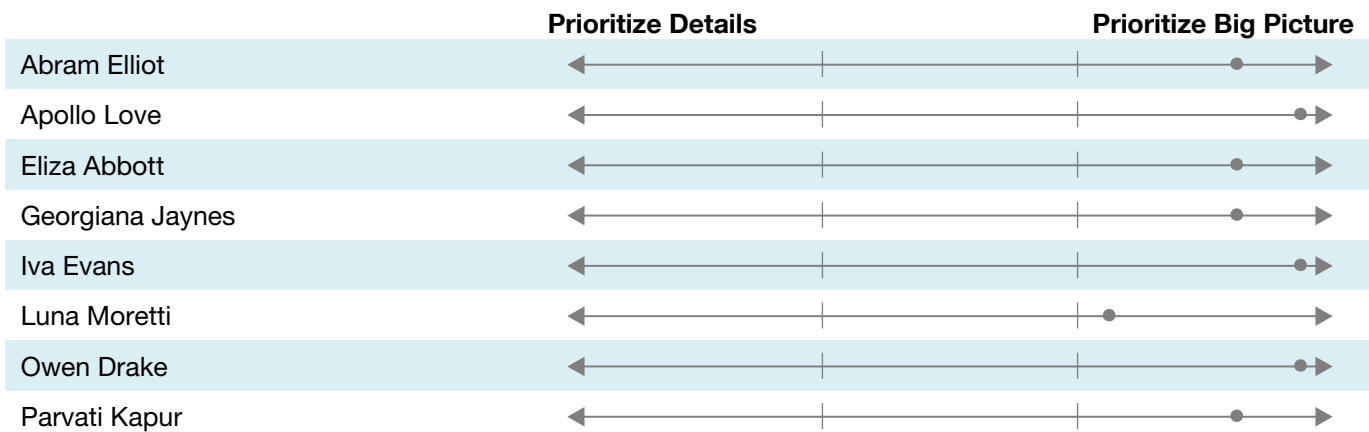 Prioritize Details Prioritize Big Picture
Abram Elliot
Apollo Love
Eliza Abbott
Georgiana Jaynes
Iva Evans
Luna Moretti
Owen Drake
Parvati Kapur